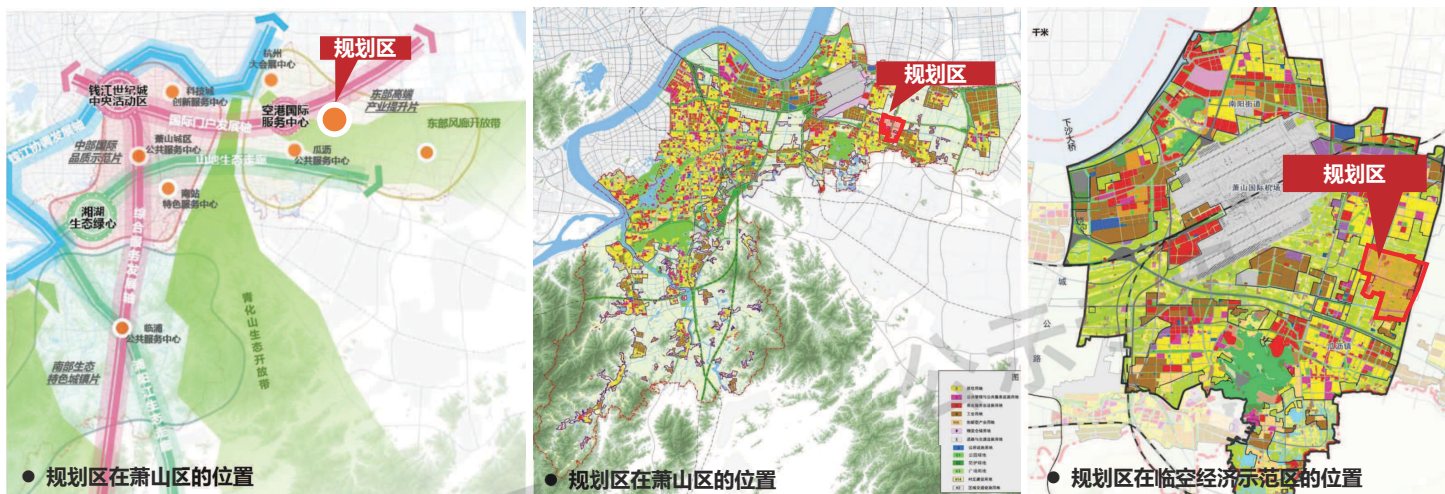 规划区
杭州
大会展中心
钱江世纪城
中央活动区
科技城
创新服务中心
空港国际
服务中心
东部高端
产业提升片
国际门户发展轴
东部风廊开放带
中部国际
品质示范片
萧山城区
公共服务中心
瓜沥
公共服务中心
山地生态走廊
南站
特色服务中心
湘湖
生态绿心
综合服务发展轴
青化山生态开放带
临浦
公共服务中心
南部生态
特色城镇片
● 规划区在萧山区的位置
规划区
公示
图
● 规划区在萧山区的位置
千米
南阳街道
下沙大桥
规划区
萧山国际机场
城
公
路
瓜沥镇
● 规划区在临空经济示范区的位置